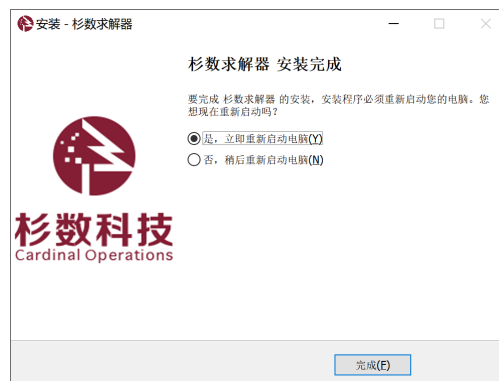 安装 - 杉数求解器
杉数求解器 安装完成
要完成 杉数求解器 的安装，安装程序必须重新启动您的电脑。您
想现在重新启动吗？
是，立即重新启动电脑(Y)
否，稍后重新启动电脑(N)
杉数科技
Cardinal Operations
完成(F)